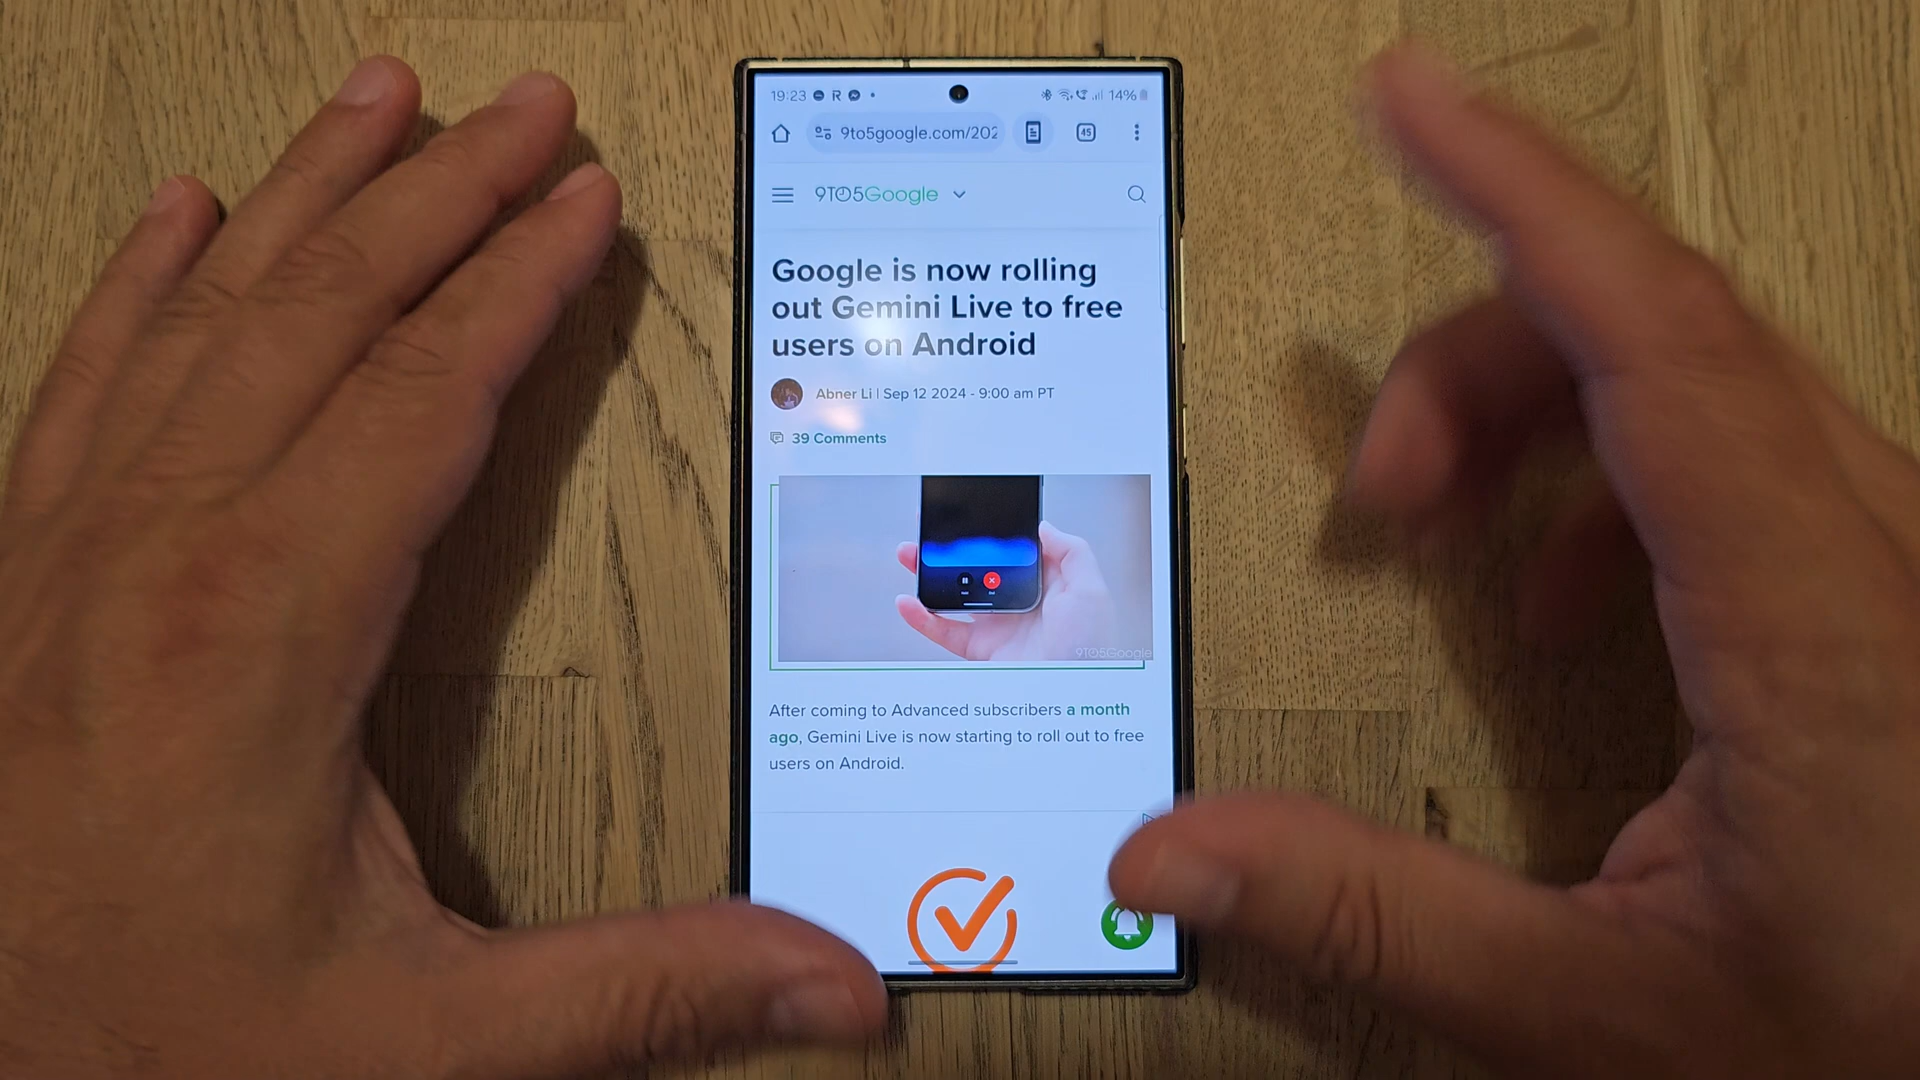 19:23 R 14%
9to5google.com/202 45
9TO5Google
Google is now rolling
out Gemini Live to free
users on Android
Abner Li | Sep 12 2024 - 9:00 am PT
39 Comments
9TO5Google
After coming to Advanced subscribers a month
ago, Gemini Live is now starting to roll out to free
users on Android.